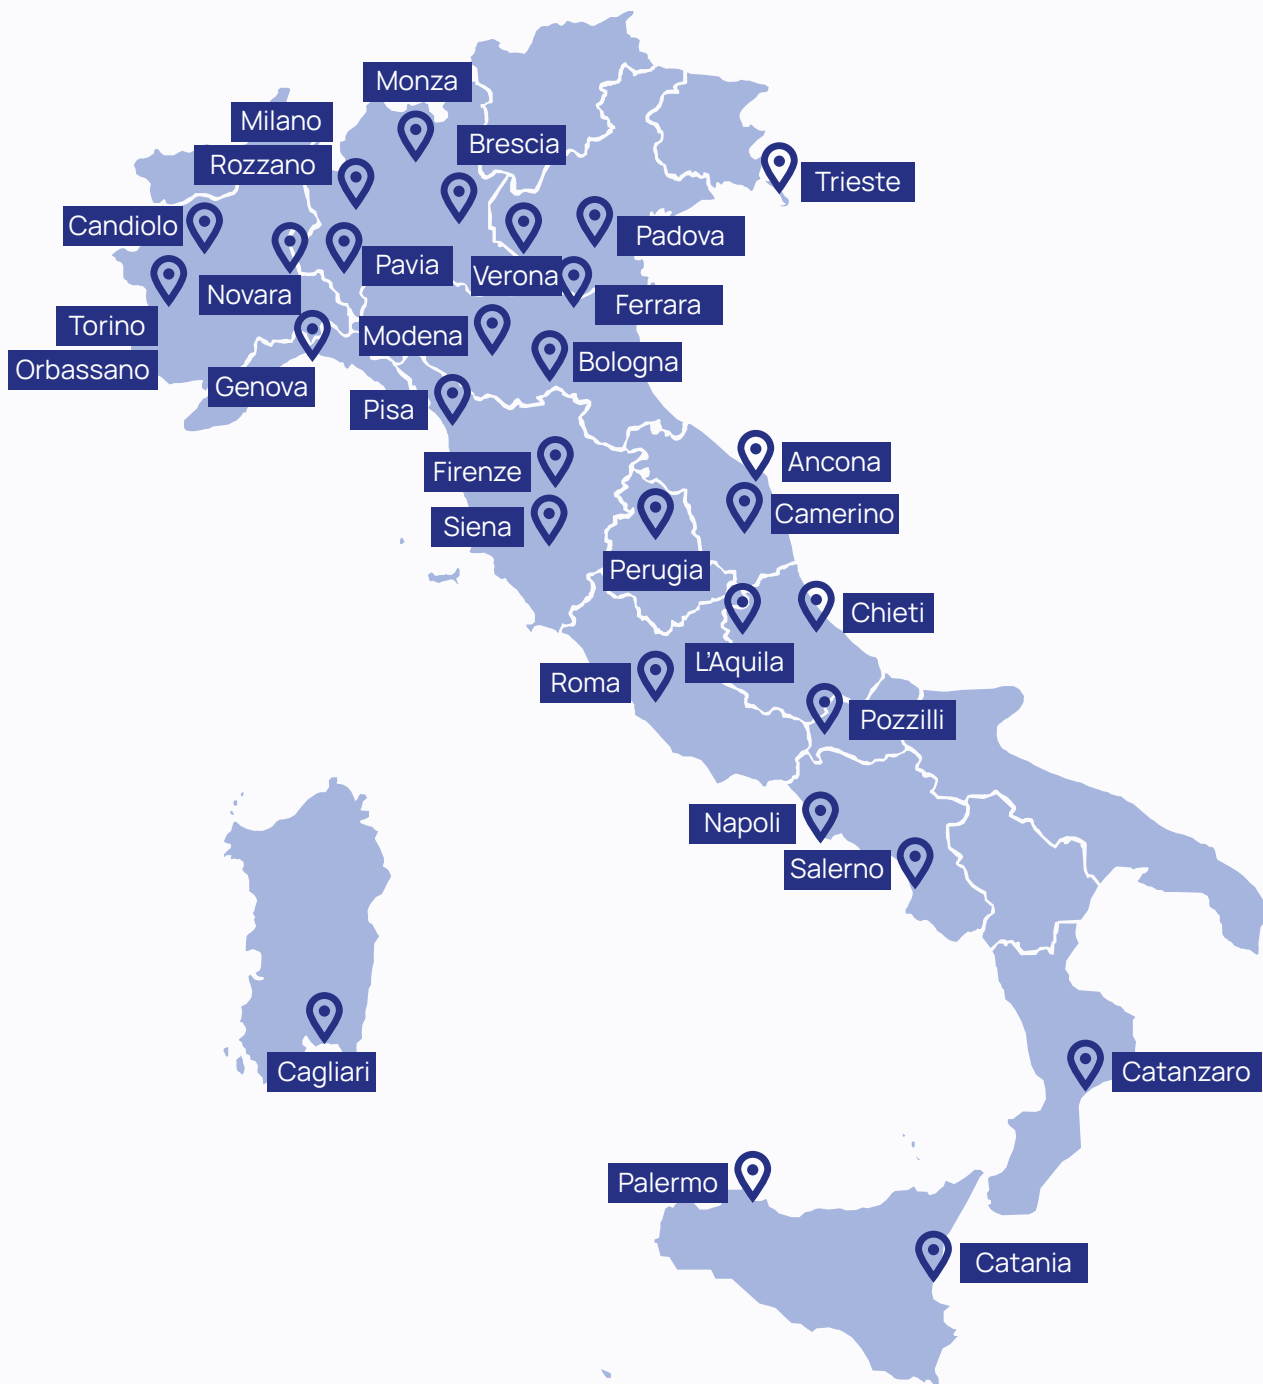 Monza
Milano
Brescia
Rozzano
Trieste
Candiolo
Padova
Pavia
Verona
Novara
Ferrara
Torino
Modena
Bologna
Orbassano
Genova
Pisa
Ancona
Firenze
Camerino
Siena
Perugia
Chieti
L'Aquila
Roma
Pozzilli
Napoli
Salerno
Cagliari
Catanzaro
Palermo
Catania